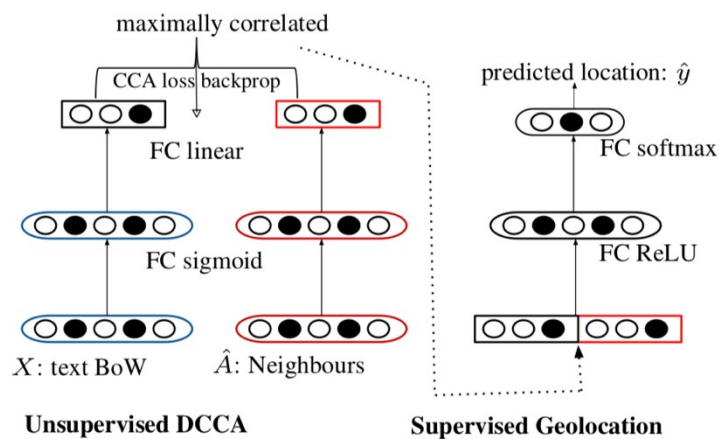 maximally correlated
CCA loss backprop
FC linear
FC sigmoid
X: text BoW
Â: Neighbours
Unsupervised DCCA
predicted location: ŷ
FC softmax
FC ReLU
Supervised Geolocation